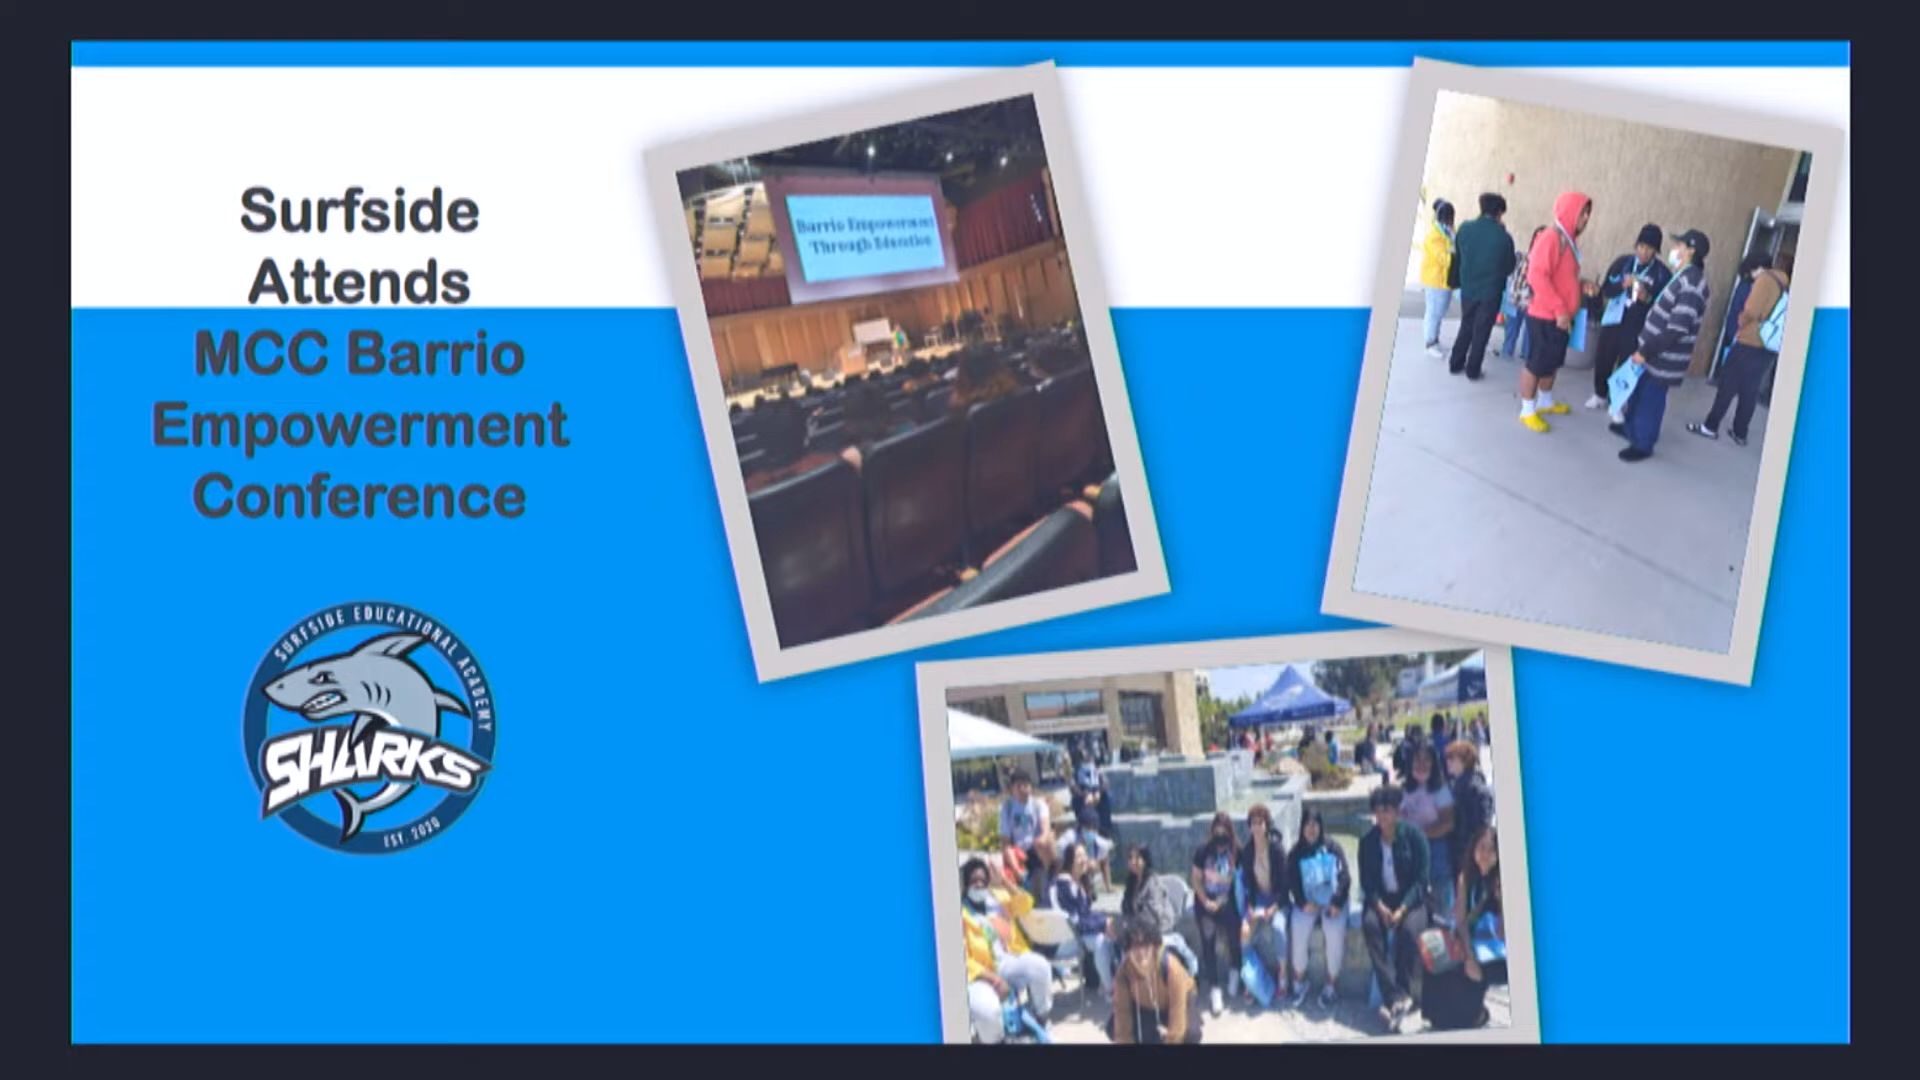 Surfside
Attends
MCC Barrio
Empowerment
Conference
Barrio Empowerment
Through Education
SURFSIDE EDUCATIONAL ACADEMY
SHARKS
EST. 2020